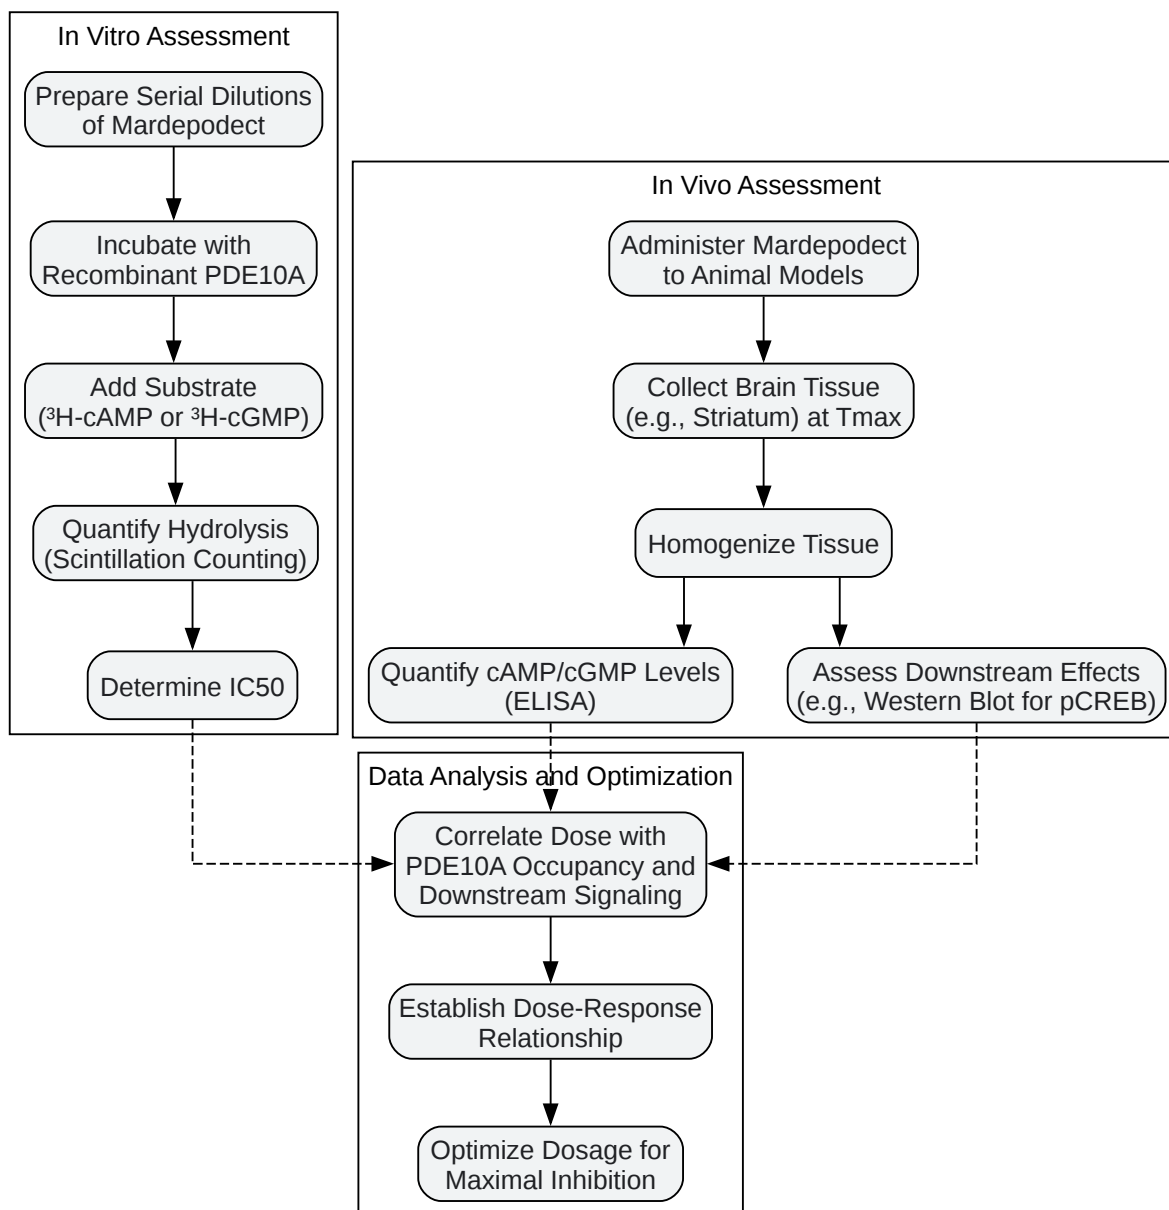 In Vitro Assessment
Prepare Serial Dilutions
of Mardepodect
Incubate with
Recombinant PDE10A
Add Substrate
(³H-cAMP or ³H-cGMP)
Quantify Hydrolysis
(Scintillation Counting)
Determine IC50
In Vivo Assessment
Administer Mardepodect
to Animal Models
Collect Brain Tissue
(e.g., Striatum) at Tmax
Homogenize Tissue
Quantify cAMP/cGMP Levels
(ELISA)
Assess Downstream Effects
(e.g., Western Blot for pCREB)
Data Analysis and Optimization
Correlate Dose with
PDE10A Occupancy and
Downstream Signaling
Establish Dose-Response
Relationship
Optimize Dosage for
Maximal Inhibition